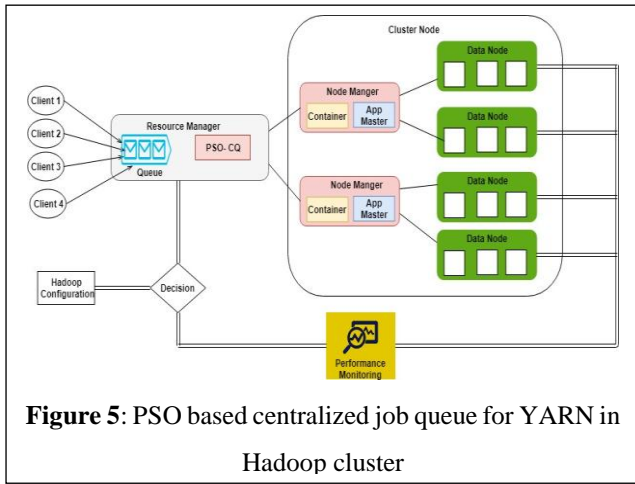 Cluster Node
Data Node
Client 1
Client 2
Client 3
Client 4
Resource Manager
PSO- CQ
Queue
Node Manger
Container
App
Master
Data Node
Node Manger
Container
App
Master
Data Node
Data Node
Hadoop
Configuration
Decision
Performance
Monitoring
Figure 5: PSO based centralized job queue for YARN in
Hadoop cluster